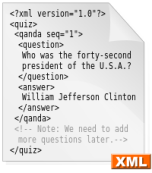 <?xml version="1.0"?>
<quiz>
<qanda seq="1">
<question>
Who was the forty-second
president of the U.S.A.?
</question>
<answer>
William Jefferson Clinton
</answer>
</qanda>
<!-- Note: We need to add
more questions later.-->
</quiz>
XML